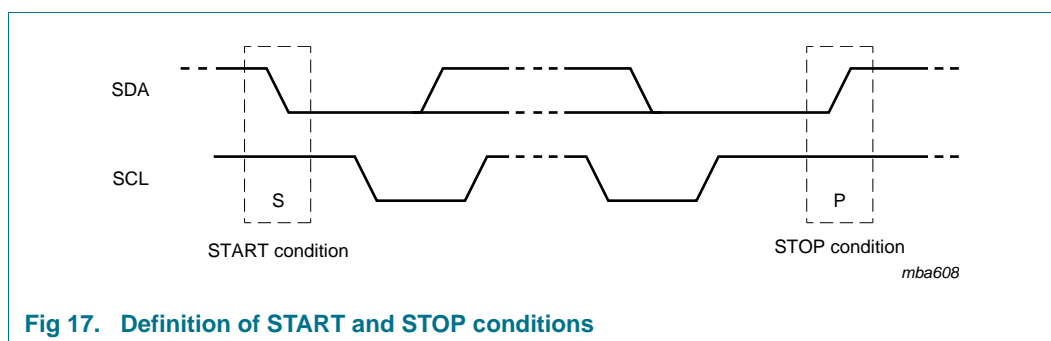 SDA
SCL
S
P
START condition
STOP condition
mba608
Fig 17. Definition of START and STOP conditions